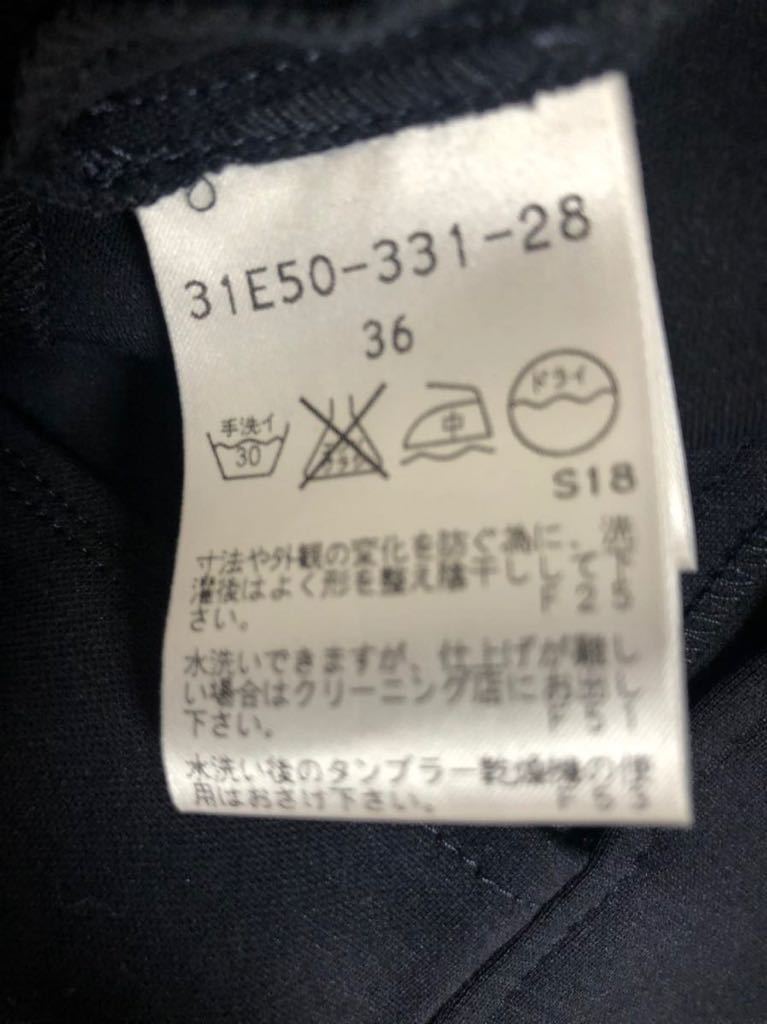 31E50-331-28
36
手洗イ
30
中
ドライ
S18
寸法や外観の変化を防ぐ為に、洗
濯後はよく形を整え陰干しして下
さい。 F25
水洗いできますが、仕上げが難し
い場合はクリーニング店にお出し
下さい。 F51
水洗い後のタンブラー乾燥機の使
用はおさけ下さい。